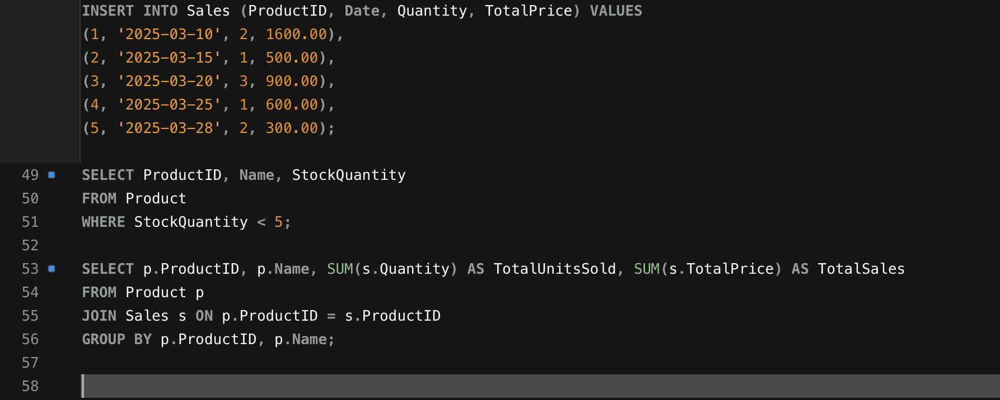 INSERT INTO Sales (ProductID, Date, Quantity, TotalPrice) VALUES
(1, '2025-03-10', 2, 1600.00),
(2, '2025-03-15', 1, 500.00),
(3, '2025-03-20', 3, 900.00),
(4, '2025-03-25', 1, 600.00),
(5, '2025-03-28', 2, 300.00);
49 SELECT ProductID, Name, StockQuantity
50 FROM Product
51 WHERE StockQuantity < 5;
52
53 SELECT p.ProductID, p.Name, SUM(s.Quantity) AS TotalUnitsSold, SUM(s.TotalPrice) AS TotalSales
54 FROM Product p
55 JOIN Sales s ON p.ProductID = s.ProductID
56 GROUP BY p.ProductID, p.Name;
57
58